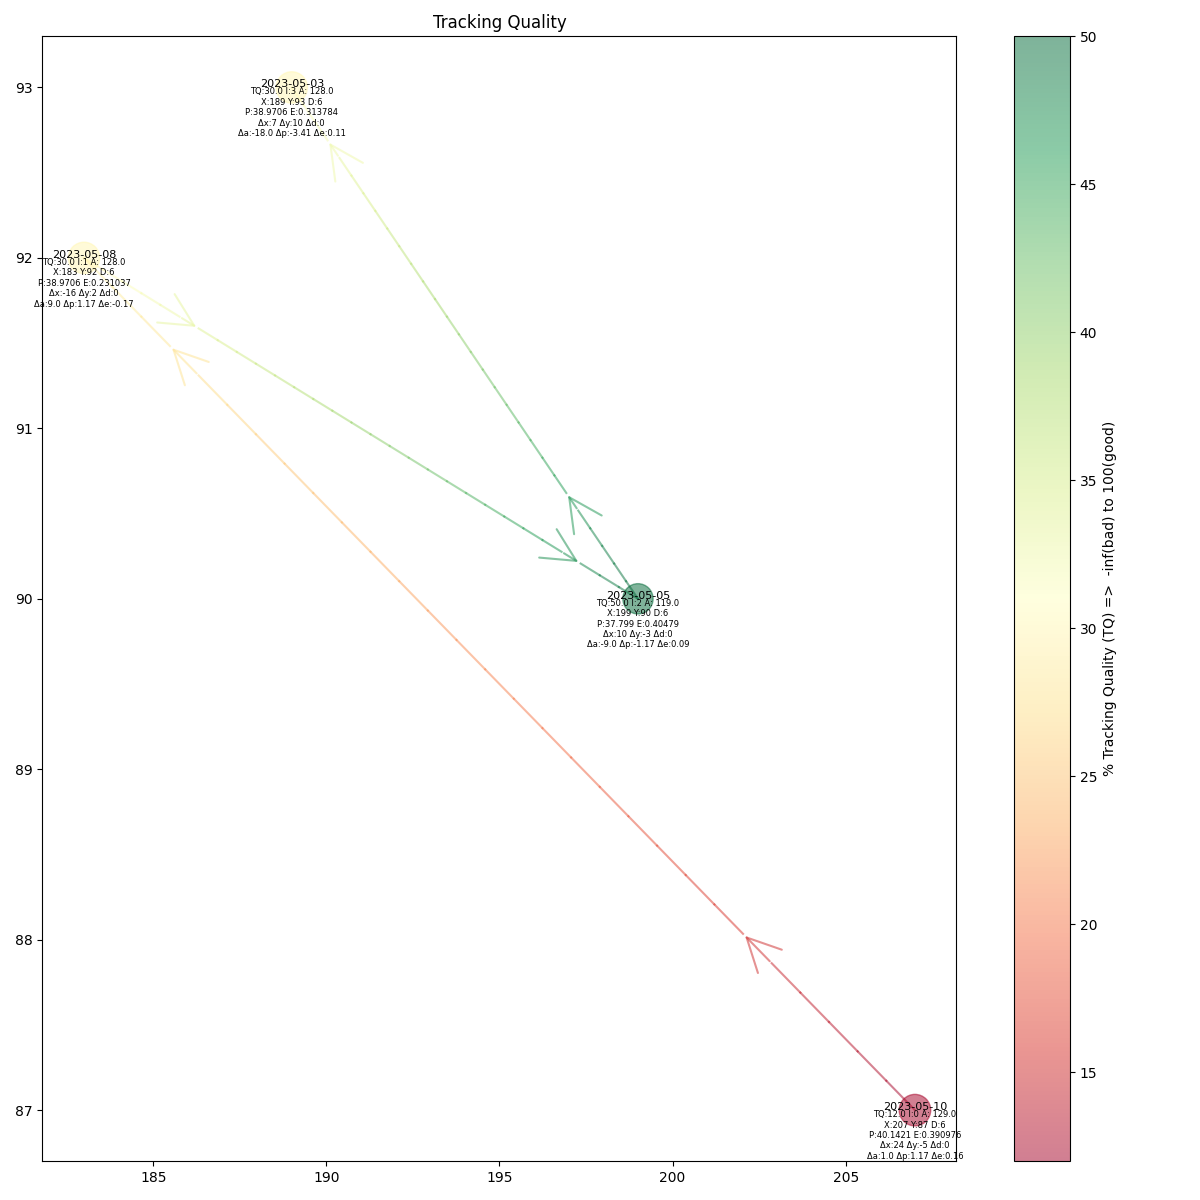 Tracking Quality
93
92
91
90
89
88
87
185
190
195
200
205
2023-05-03
TQ:30.0 I:3 A: 128.0
X:189 Y:93 D:6
P:38.9706 E:0.313784
Δx:7 Δy:10 Δd:0
Δa:-18.0 Δp:-3.41 Δe:0.11
2023-05-08
TQ:30.0 I:1 A: 128.0
X:183 Y:92 D:6
P:38.9706 E:0.231037
Δx:-16 Δy:2 Δd:0
Δa:9.0 Δp:1.17 Δe:-0.17
2023-05-05
TQ:50.0 I:2 A: 119.0
X:199 Y:90 D:6
P:37.799 E:0.40479
Δx:10 Δy:-3 Δd:0
Δa:-9.0 Δp:-1.17 Δe:0.09
2023-05-10
TQ:12.0 I:0 A: 129.0
X:207 Y:87 D:6
P:40.1421 E:0.390976
Δx:24 Δy:-5 Δd:0
Δa:1.0 Δp:1.17 Δe:0.16
50
45
40
35
30
25
20
15
% Tracking Quality (TQ) => -inf(bad) to 100(good)